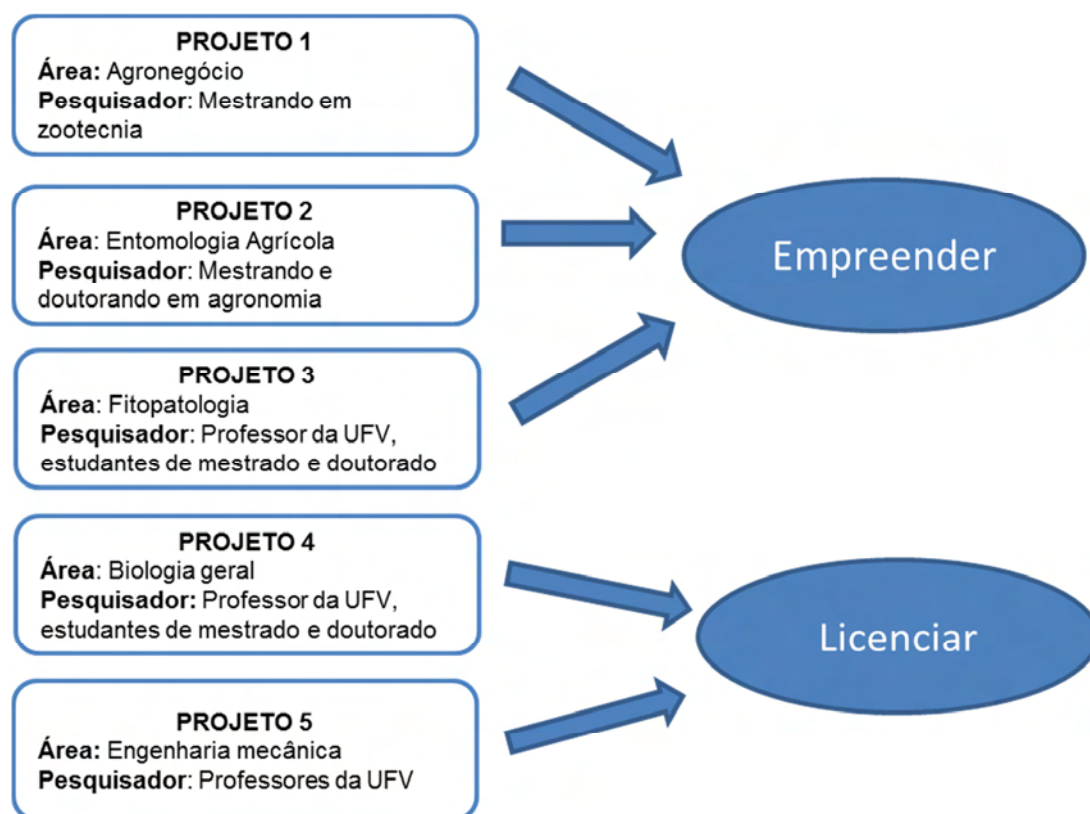 PROJETO 1
Área: Agronegócio
Pesquisador: Mestrando em
zootecnia
PROJETO 2
Área: Entomologia Agrícola
Pesquisador: Mestrando e
doutorando em agronomia
PROJETO 3
Área: Fitopatologia
Pesquisador: Professor da UFV,
estudantes de mestrado e doutorado
Empreender
PROJETO 4
Área: Biologia geral
Pesquisador: Professor da UFV,
estudantes de mestrado e doutorado
PROJETO 5
Área: Engenharia mecânica
Pesquisador: Professores da UFV
Licenciar